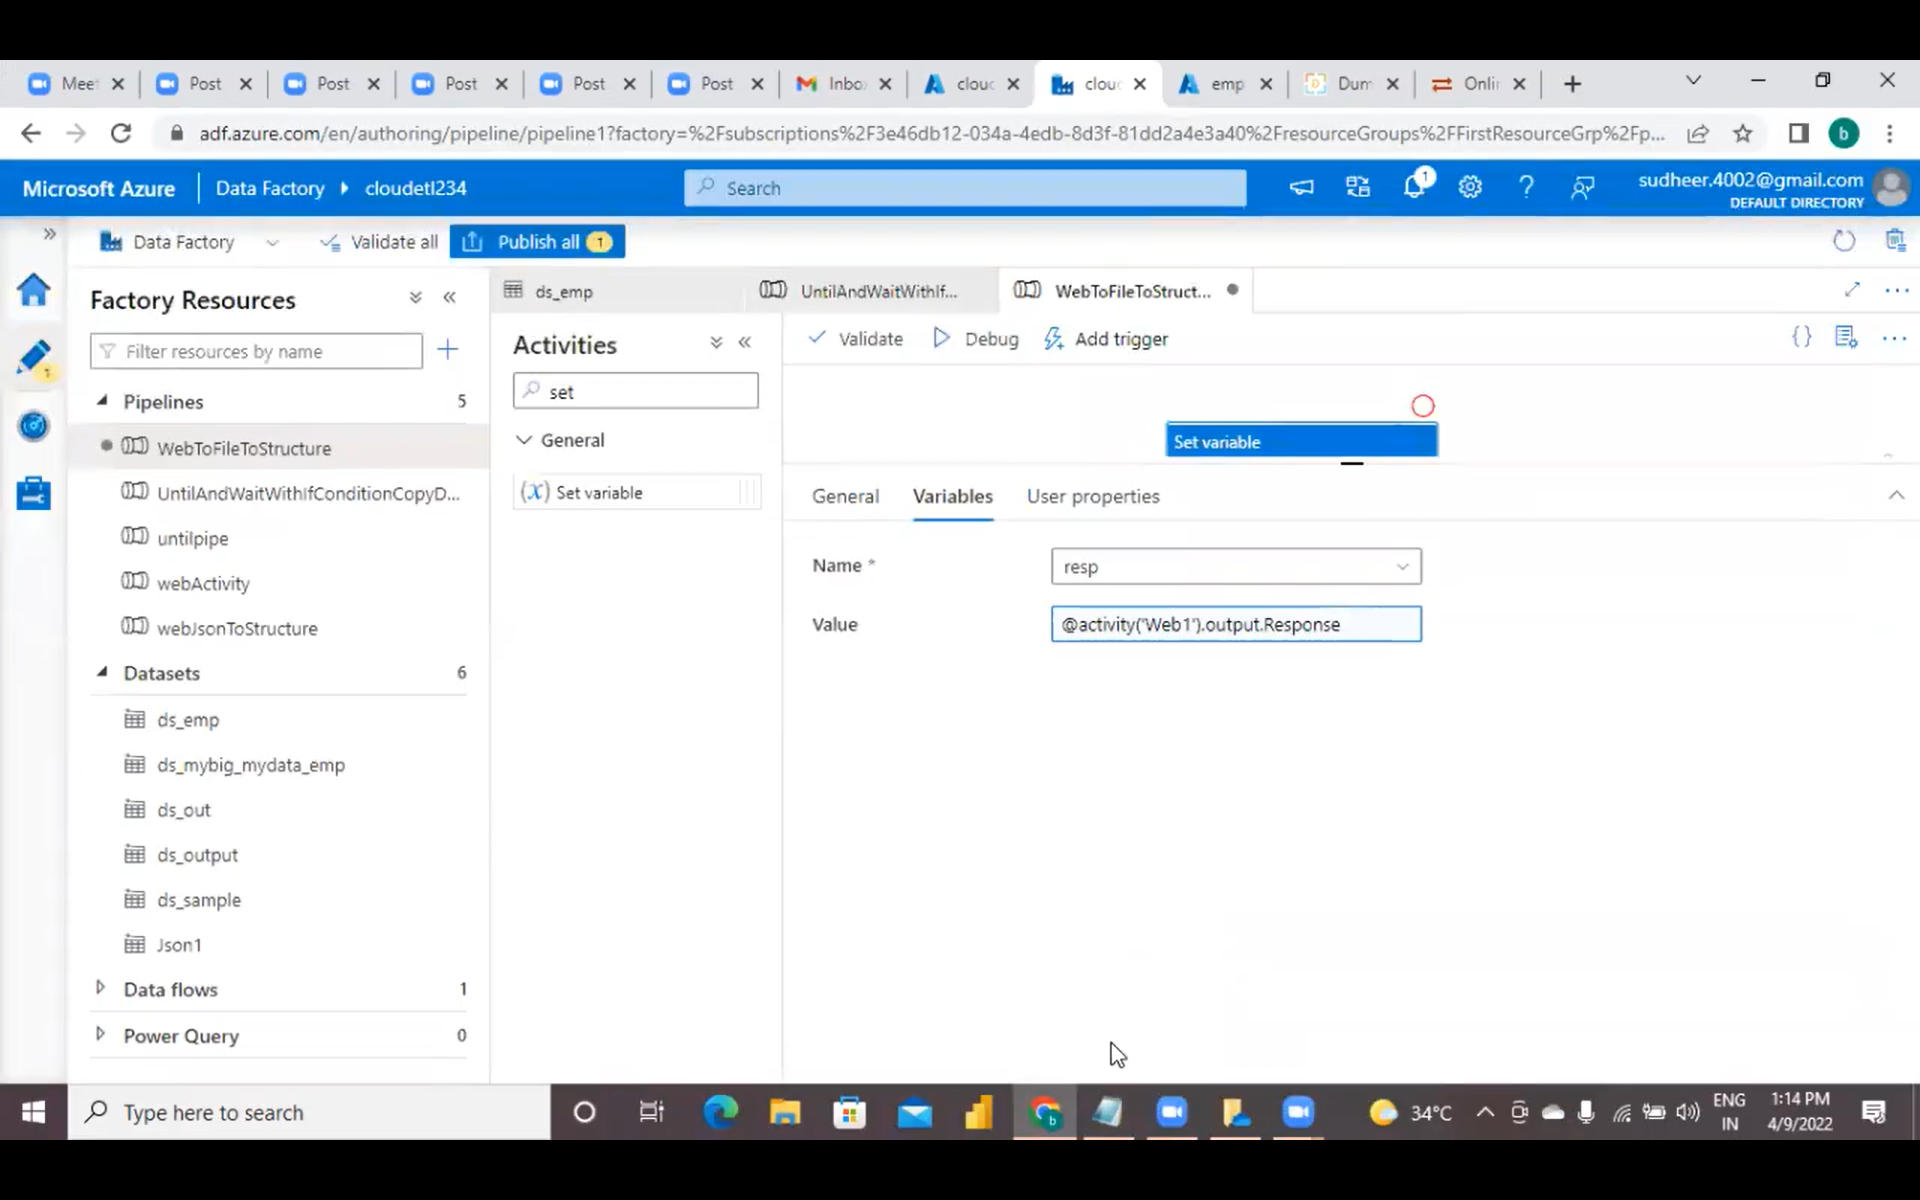 Meet
Post
Post
Post
Post
Post
Inbo
clouc
clouc
emp
Dum
Onli
adf.azure.com/en/authoring/pipeline/pipeline1?factory=%2Fsubscriptions%2F3e46db12-034a-4edb-8d3f-81dd2a4e3a40%2FresourceGroups%2FFirstResourceGrp%2Fp...
b
Microsoft Azure
Data Factory
cloudetl234
Search
1
sudheer.4002@gmail.com
DEFAULT DIRECTORY
Data Factory
Validate all
Publish all 1
Factory Resources
Filter resources by name
Pipelines 5
WebToFileToStructure
UntilAndWaitWithIfConditionCopyD...
untilpipe
webActivity
webJsonToStructure
Datasets 6
ds_emp
ds_mybig_mydata_emp
ds_out
ds_output
ds_sample
Json1
Data flows 1
Power Query 0
ds_emp
UntilAndWaitWithIf...
WebToFileToStruct...
Activities
set
General
(x) Set variable
Validate
Debug
Add trigger
Set variable
General
Variables
User properties
Name *
resp
Value
@activity('Web1').output.Response
Type here to search
34°C
ENG
IN
1:14 PM
4/9/2022